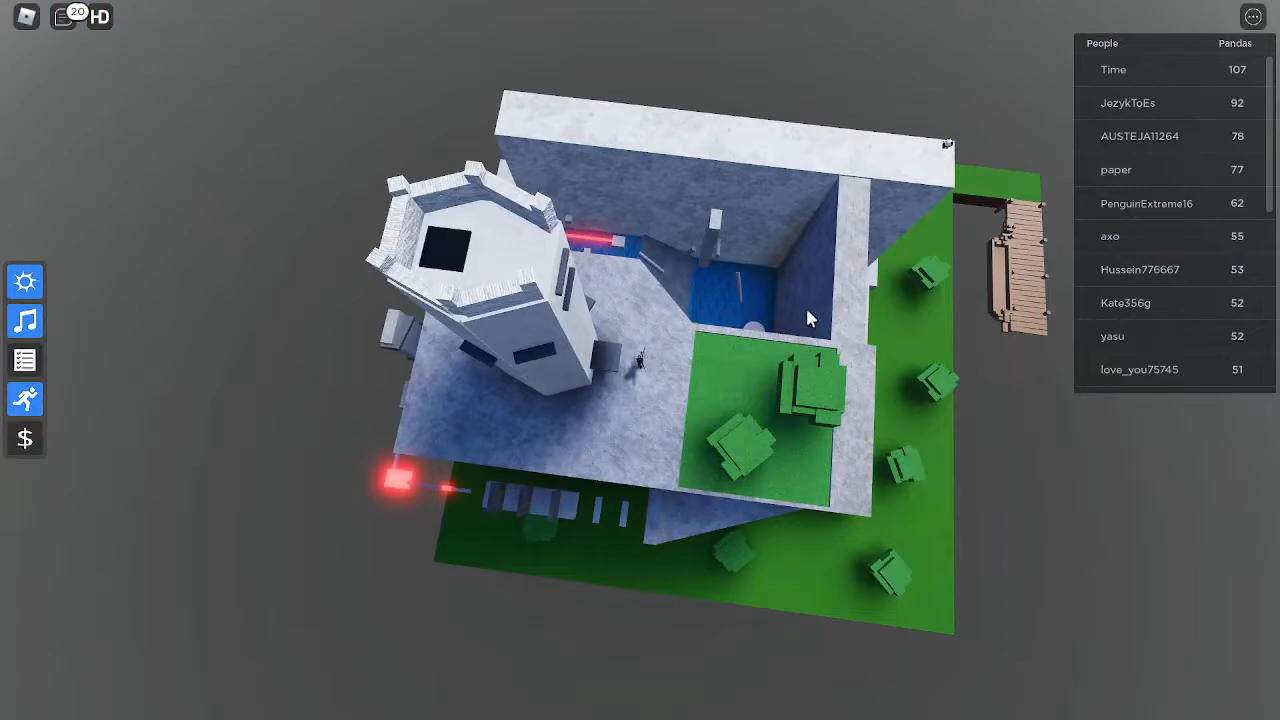 20
HD
People Pandas
Time 107
JezykToEs 92
AUSTEJA11264 78
paper 77
PenguinExtreme16 62
axo 55
Hussein776667 53
Kate356g 52
yasu 52
love_you75745 51
$